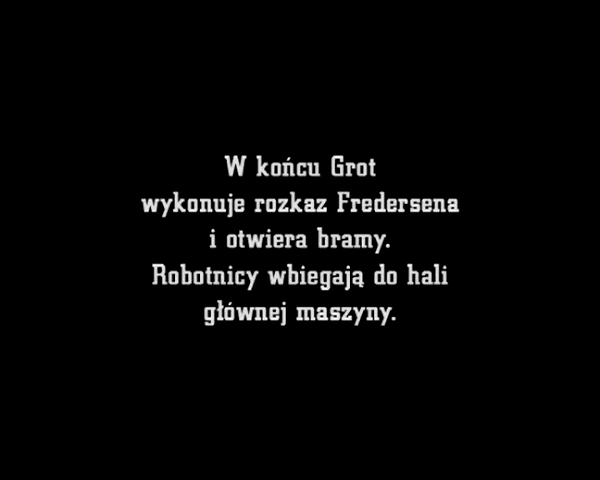 W końcu Grot
wykonuje rozkaz Fredersena
i otwiera bramy.
Robotnicy wbiegają do hali
głównej maszyny.